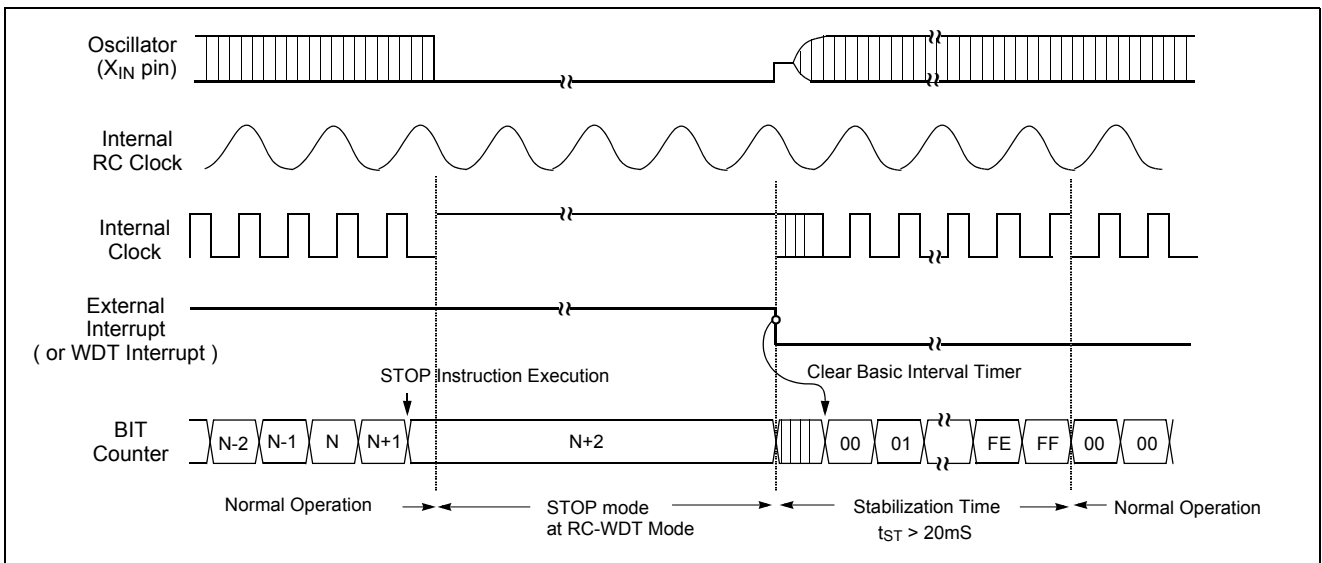 Oscillator
(XIN pin)
Internal
RC Clock
Internal
Clock
External
Interrupt
( or WDT Interrupt )
STOP Instruction Execution
Clear Basic Interval Timer
BIT
Counter
N-2 N-1 N N+1 N+2 00 01 FE FF 00 00
Normal Operation
STOP mode
at RC-WDT Mode
Stabilization Time
tST > 20mS
Normal Operation